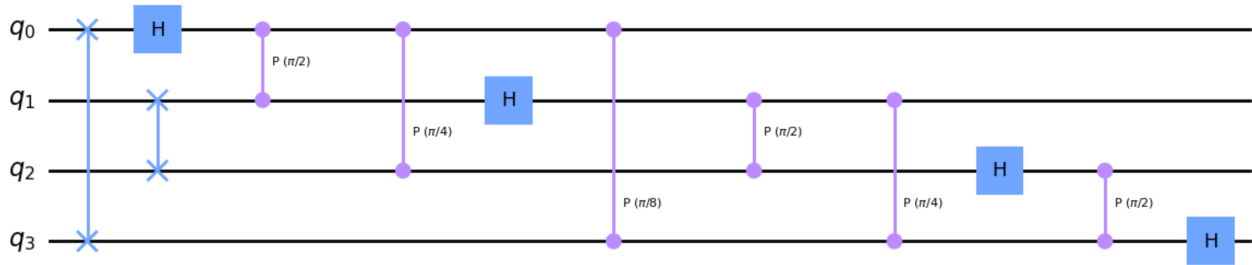 q₀ H
P (π/2)
q₁ H
P (π/4) P (π/2)
q₂ H
P (π/8) P (π/4) P (π/2)
q₃ H